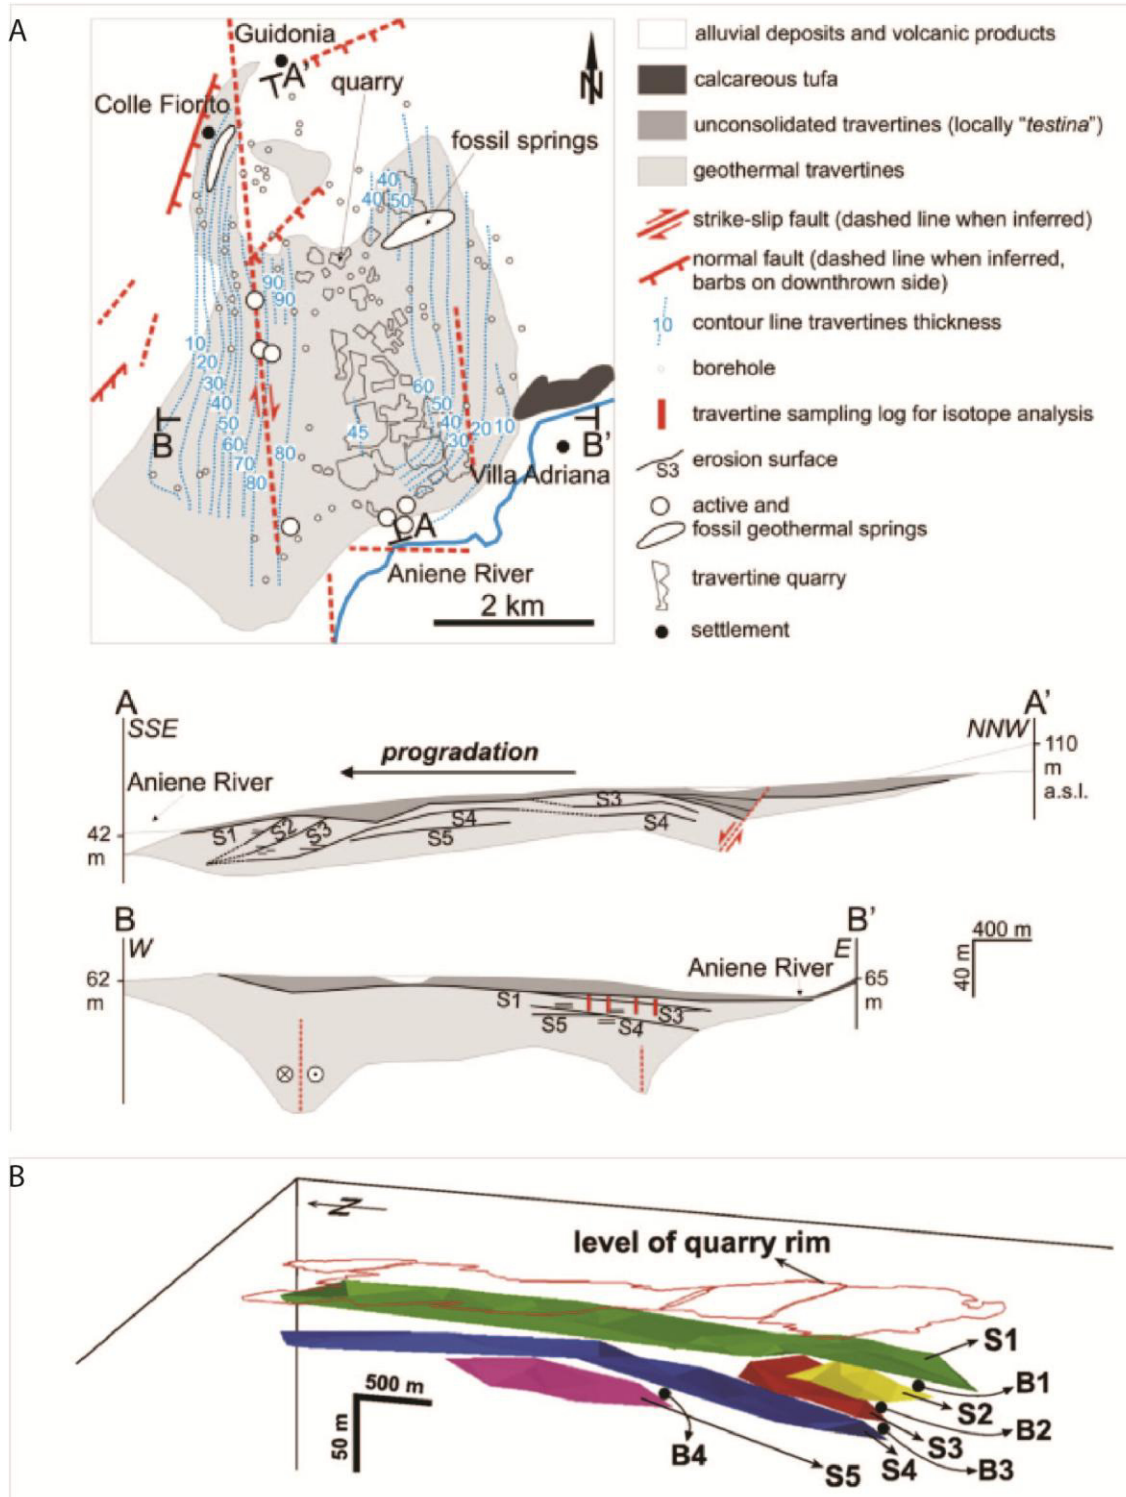 A
Guidonia
A'
quarry
Colle Fiorito
fossil springs
N
40
40
50
90
90
10
20
30
40
50
60
70
80
80
45
60
50
40
30
20
10
B
B'
Villa Adriana
A
Aniene River
2 km
alluvial deposits and volcanic products
calcareous tufa
unconsolidated travertines (locally "testina")
geothermal travertines
strike-slip fault (dashed line when inferred)
normal fault (dashed line when inferred,
barbs on downthrown side)
10
contour line travertines thickness
borehole
travertine sampling log for isotope analysis
S3
erosion surface
active and
fossil geothermal springs
travertine quarry
settlement
A
SSE
A'
NNW
progradation
110
m
a.s.l.
Aniene River
42
m
S1
S2
S3
S4
S5
S3
S4
B
W
B'
E
400 m
40 m
62
m
Aniene River
65
m
S1
S5
S4
S3
B
N
level of quarry rim
S1
B1
S2
B2
S3
B3
S4
S5
B4
500 m
50 m